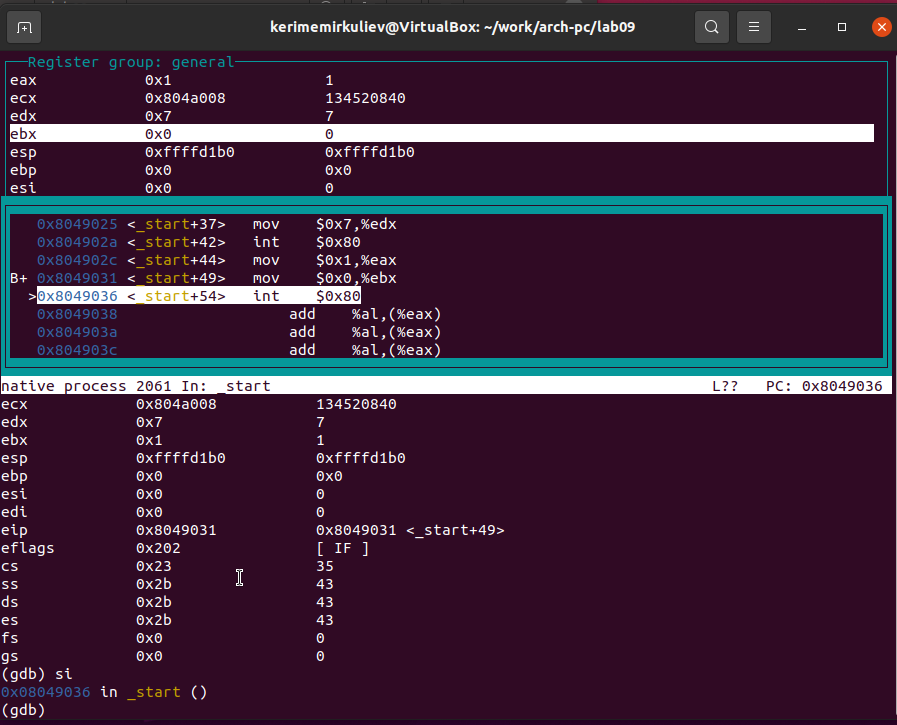 kerimemirkuliev@VirtualBox: ~/work/arch-pc/lab09
Register group: general
eax 0x1 1
ecx 0x804a008 134520840
edx 0x7 7
ebx 0x0 0
esp 0xffffd1b0 0xffffd1b0
ebp 0x0 0x0
esi 0x0 0
0x8049025 <_start+37> mov $0x7,%edx
0x804902a <_start+42> int $0x80
0x804902c <_start+44> mov $0x1,%eax
B+ 0x8049031 <_start+49> mov $0x0,%ebx
>0x8049036 <_start+54> int $0x80
0x8049038 add %al,(%eax)
0x804903a add %al,(%eax)
0x804903c add %al,(%eax)
native process 2061 In: _start L?? PC: 0x8049036
ecx 0x804a008 134520840
edx 0x7 7
ebx 0x1 1
esp 0xffffd1b0 0xffffd1b0
ebp 0x0 0x0
esi 0x0 0
edi 0x0 0
eip 0x8049031 0x8049031 <_start+49>
eflags 0x202 [ IF ]
cs 0x23 35
ss 0x2b 43
ds 0x2b 43
es 0x2b 43
fs 0x0 0
gs 0x0 0
(gdb) si
0x08049036 in _start ()
(gdb)